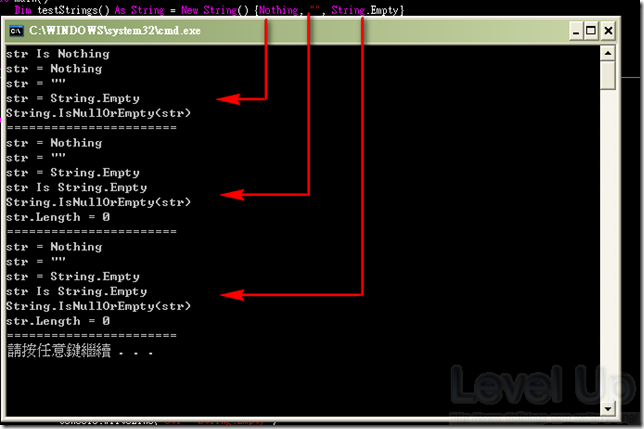 Dim testStrings() As String = New String() {Nothing, "", String.Empty}
C:\WINDOWS\system32\cmd.exe
str Is Nothing
str = Nothing
str = ""
str = String.Empty
String.IsNullOrEmpty(str)
=======================
str = Nothing
str = ""
str = String.Empty
str Is String.Empty
String.IsNullOrEmpty(str)
str.Length = 0
=======================
str = Nothing
str = ""
str = String.Empty
str Is String.Empty
String.IsNullOrEmpty(str)
str.Length = 0
=======================
請按任意鍵繼續 . . .
Level Up